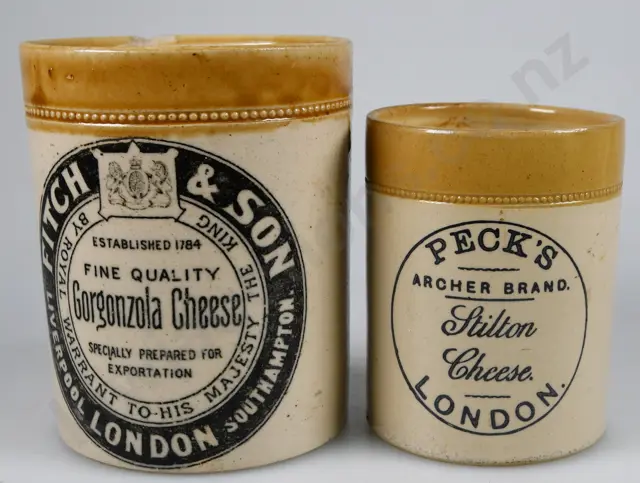 FITCH & SON
BY ROYAL WARRANT TO HIS MAJESTY THE KING
ESTABLISHED 1784
FINE QUALITY
Gorgonzola Cheese
SPECIALLY PREPARED FOR
EXPORTATION
LIVERPOOL LONDON SOUTHAMPTON.
PECK'S
ARCHER BRAND.
Stilton
Cheese.
LONDON.